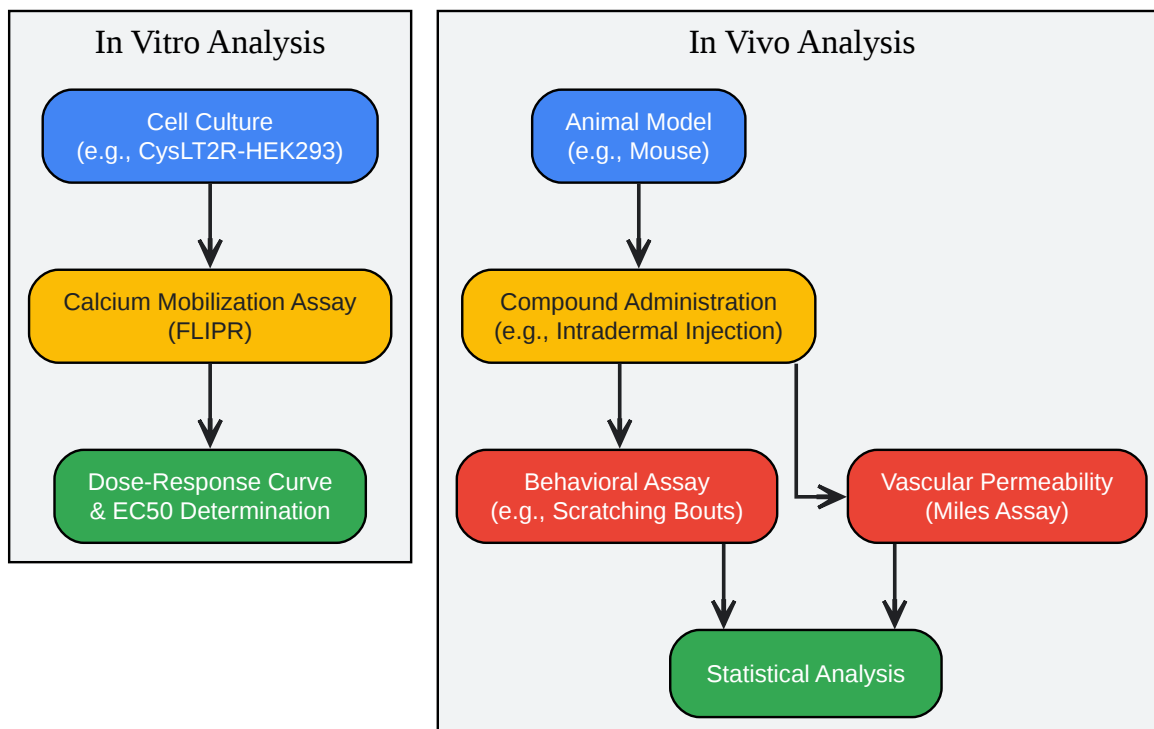 In Vitro Analysis
Cell Culture
(e.g., CysLT2R-HEK293)
Calcium Mobilization Assay
(FLIPR)
Dose-Response Curve
& EC50 Determination
In Vivo Analysis
Animal Model
(e.g., Mouse)
Compound Administration
(e.g., Intradermal Injection)
Behavioral Assay
(e.g., Scratching Bouts)
Vascular Permeability
(Miles Assay)
Statistical Analysis